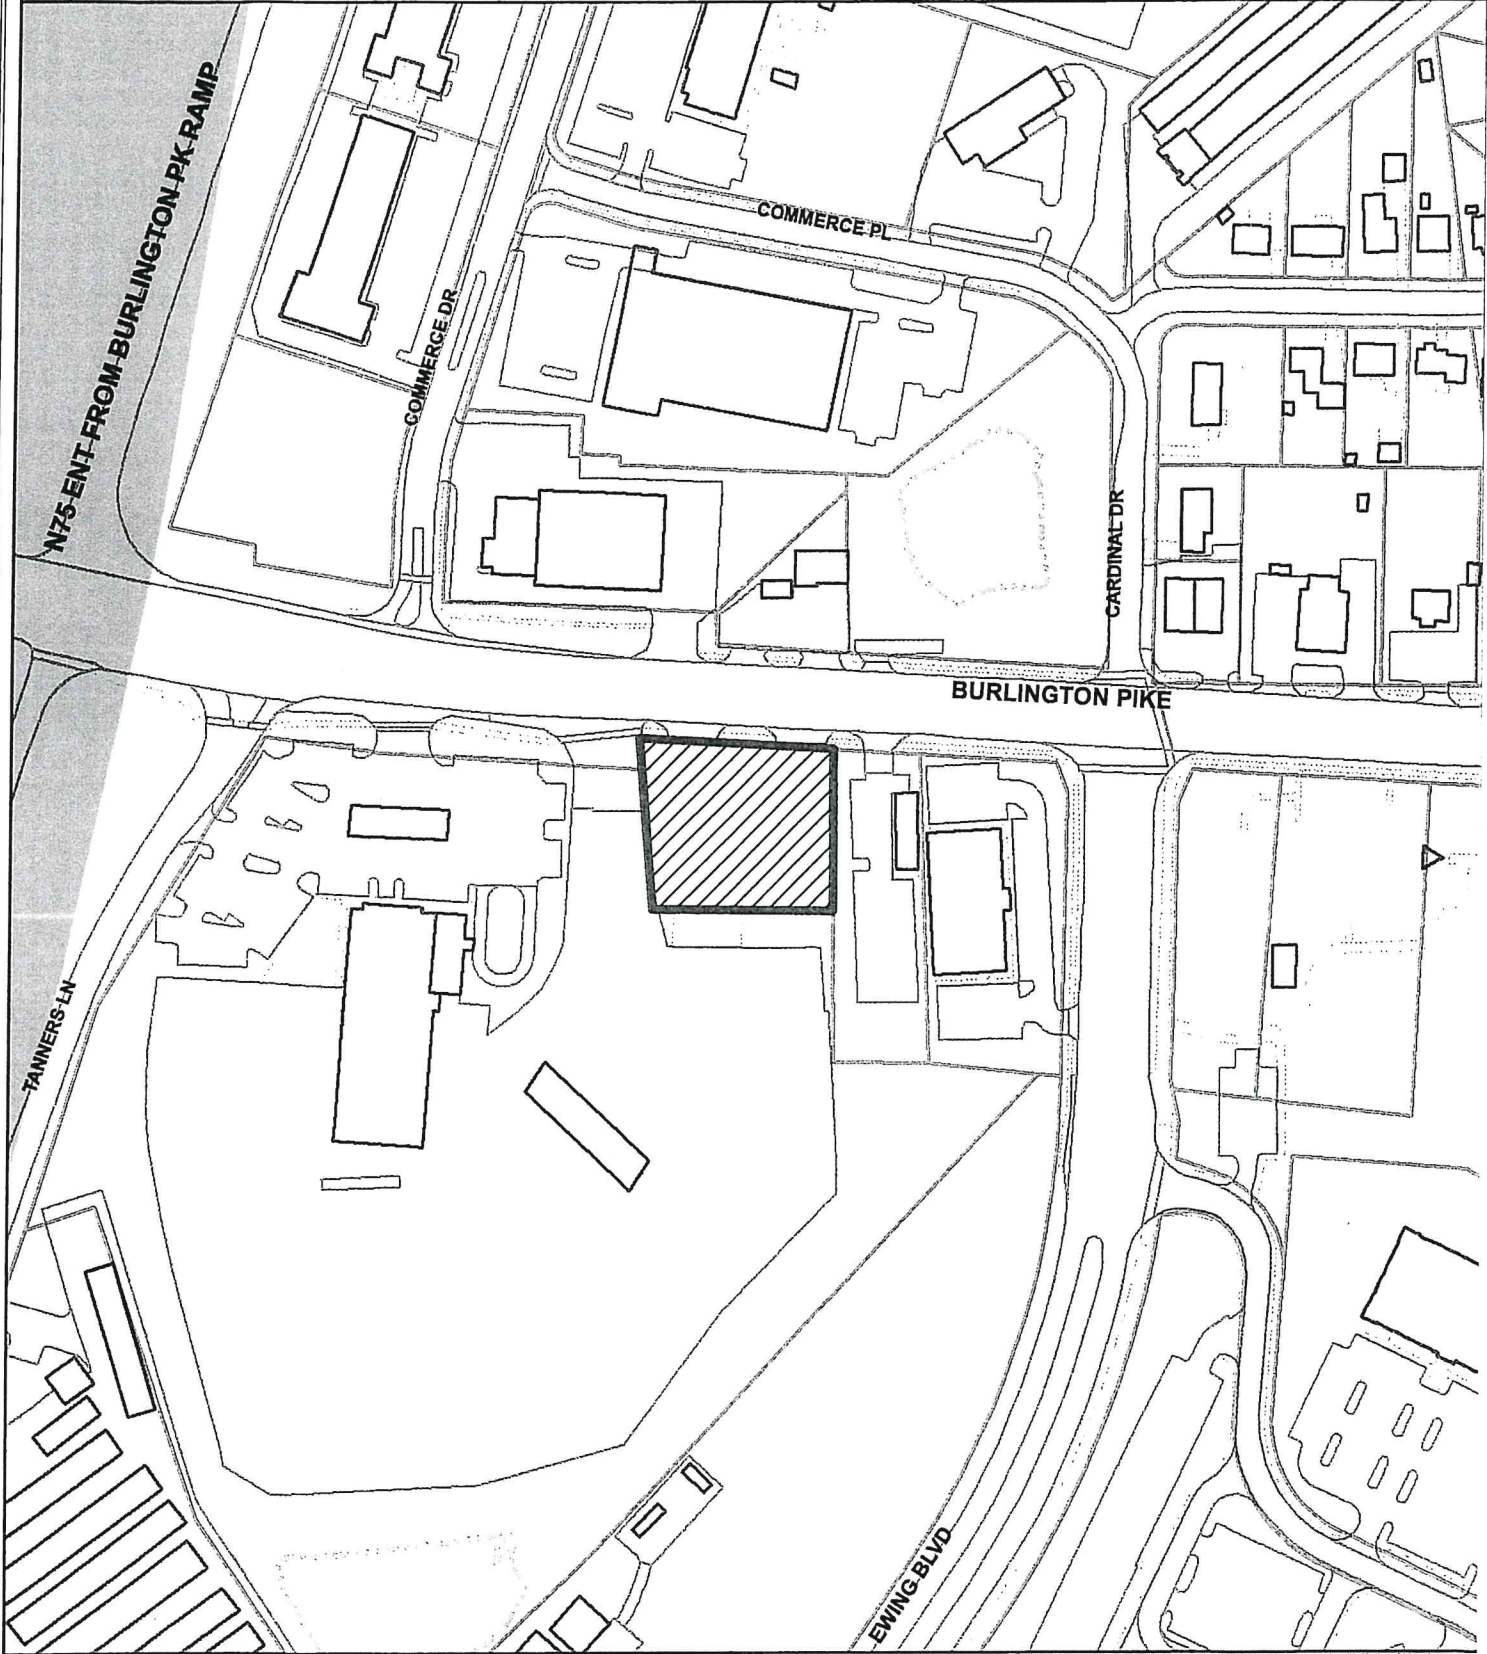 N75 ENT FROM BURLINGTON PK RAMP
COMMERCE PL
COMMERCE DR
CARDINAL DR
BURLINGTON PIKE
TANNERS LN
EWING BLVD